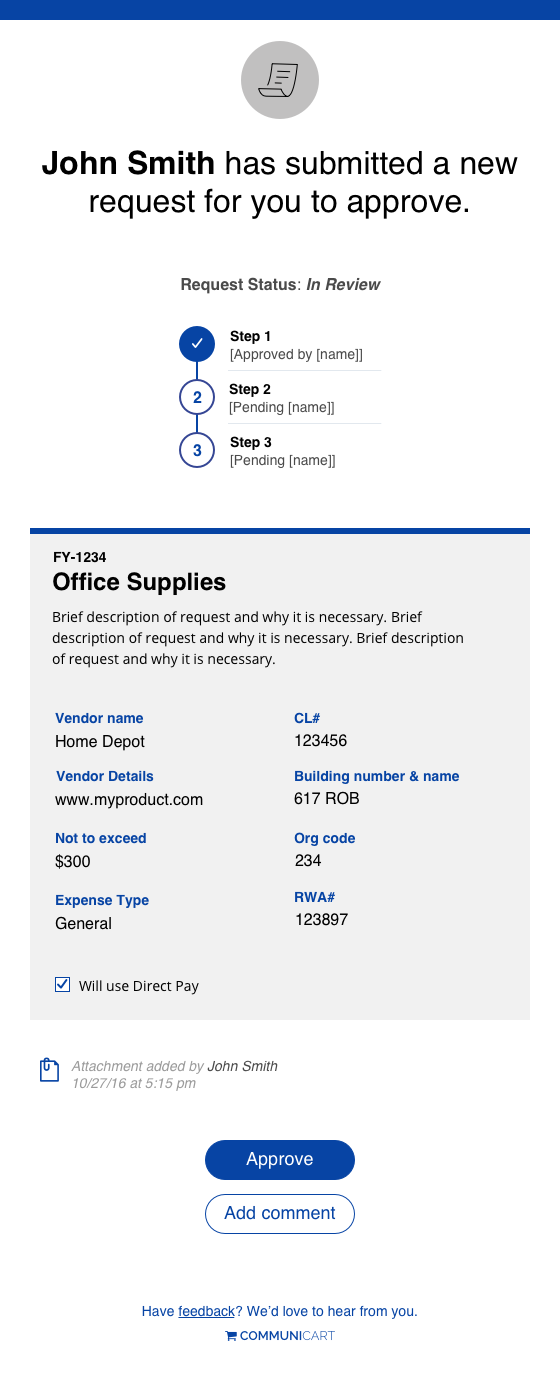 John Smith has submitted a new
request for you to approve.
Request Status: In Review
Step 1
[Approved by [name]]
2
Step 2
[Pending [name]]
3
Step 3
[Pending [name]]
FY-1234
Office Supplies
Brief description of request and why it is necessary. Brief
description of request and why it is necessary. Brief description
of request and why it is necessary.
Vendor name
Home Depot
CL#
123456
Vendor Details
www.myproduct.com
Building number & name
617 ROB
Not to exceed
$300
Org code
234
Expense Type
General
RWA#
123897
Will use Direct Pay
Attachment added by John Smith
10/27/16 at 5:15 pm
Approve
Add comment
Have feedback? We'd love to hear from you.
COMMUNICART